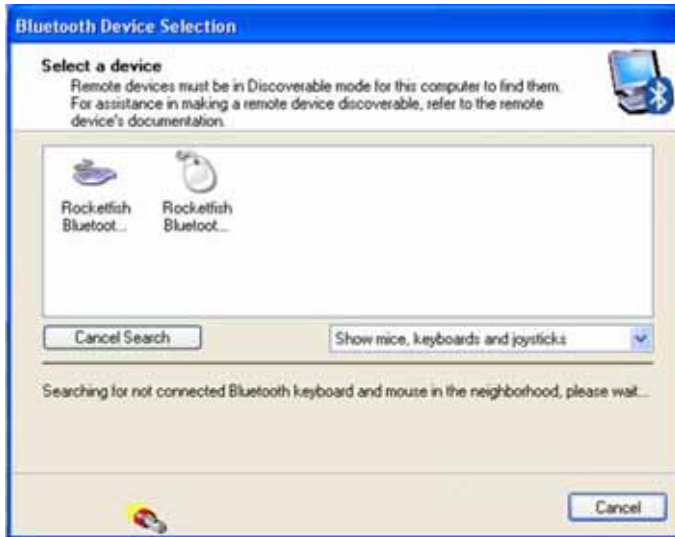 Bluetooth Device Selection
Select a device
Remote devices must be in Discoverable mode for this computer to find them.
For assistance in making a remote device discoverable, refer to the remote
device's documentation.
Rocketfish Rocketfish
Bluetoot... Bluetoot...
Cancel Search Show mice, keyboards and joysticks
Searching for not connected Bluetooth keyboard and mouse in the neighborhood, please wait...
Cancel